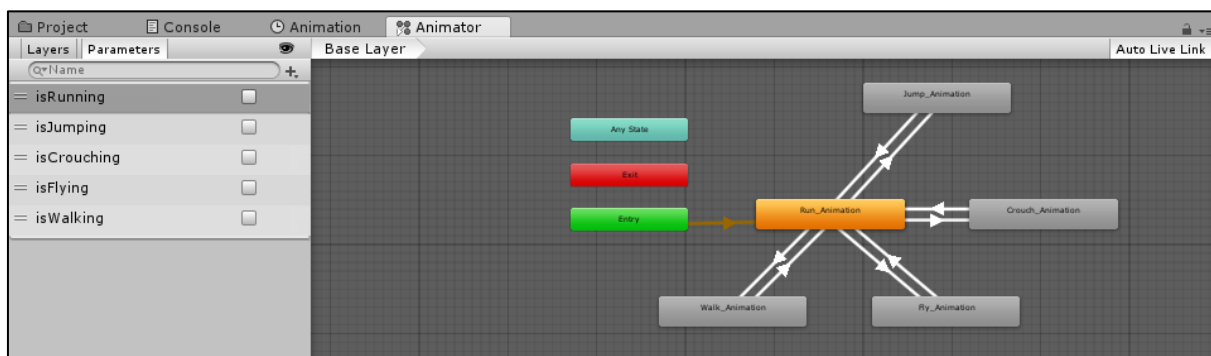 Project Console Animation Animator
Layers Parameters Base Layer Auto Live Link
Name
isRunning
isJumping
isCrouching
isFlying
isWalking
Jump_Animation
Any State
Exit
Entry Run_Animation Crouch_Animation
Walk_Animation Fly_Animation